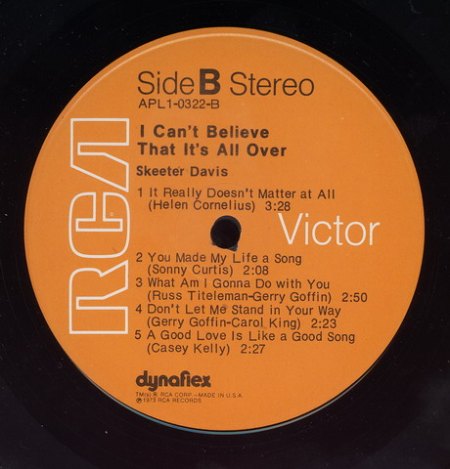 Side B Stereo
APL1-0322-B
I Can't Believe
That It's All Over
Skeeter Davis
1 It Really Doesn't Matter at All
(Helen Cornelius) 3:28
RCA
Victor
2 You Made My Life a Song
(Sonny Curtis) 2:08
3 What Am I Gonna Do with You
(Russ Titeleman-Gerry Goffin) 2:50
4 Don't Let Me Stand in Your Way
(Gerry Goffin-Carol King) 2:23
5 A Good Love Is Like a Good Song
(Casey Kelly) 2:27
dynaflex
TM(s) ® RCA CORP.—MADE IN U.S.A.
℗ 1973 RCA RECORDS